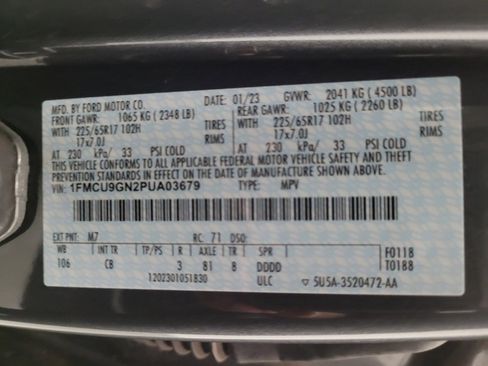 MFD. BY FORD MOTOR CO. DATE: 01/23 GVWR: 2041 KG ( 4500 LB)
FRONT GAWR: 1065 KG ( 2348 LB) REAR GAWR: 1025 KG ( 2260 LB)
WITH 225/65R17 102H TIRES WITH 225/65R17 102H TIRES
17x7.0J RIMS 17x7.0J RIMS
AT 230 kPa/ 33 PSI COLD AT 230 kPa/ 33 PSI COLD
THIS VEHICLE CONFORMS TO ALL APPLICABLE FEDERAL MOTOR VEHICLE SAFETY AND BUMPER
STANDARDS IN EFFECT ON THE DATE OF MANUFACTURE SHOWN ABOVE.
VIN: 1FMCU9GN2PUA03679 TYPE: MPV
EXT PNT: M7 RC: 71 DSO:
WB INT TR TP/PS R AXLE TR SPR F0118
106 CB 3 81 8 DDDD T0188
1202301051830 ULC ▽ 5U5A-3520472-AA